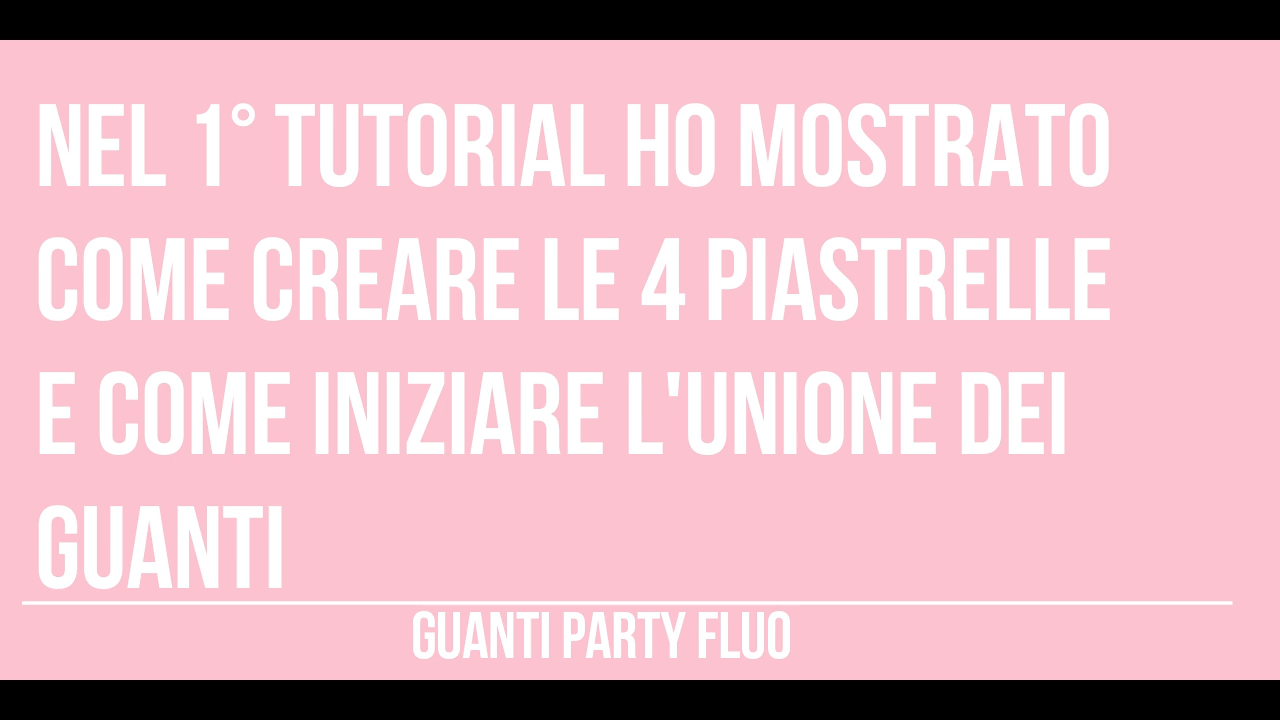 NEL 1° TUTORIAL HO MOSTRATO
COME CREARE LE 4 PIASTRELLE
E COME INIZIARE L'UNIONE DEI
GUANTI
GUANTI PARTY FLUO